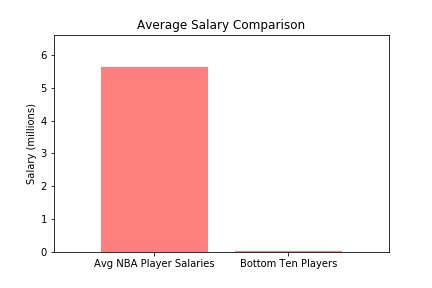 Average Salary Comparison
Salary (millions)
6
5
4
3
2
1
0
Avg NBA Player Salaries
Bottom Ten Players